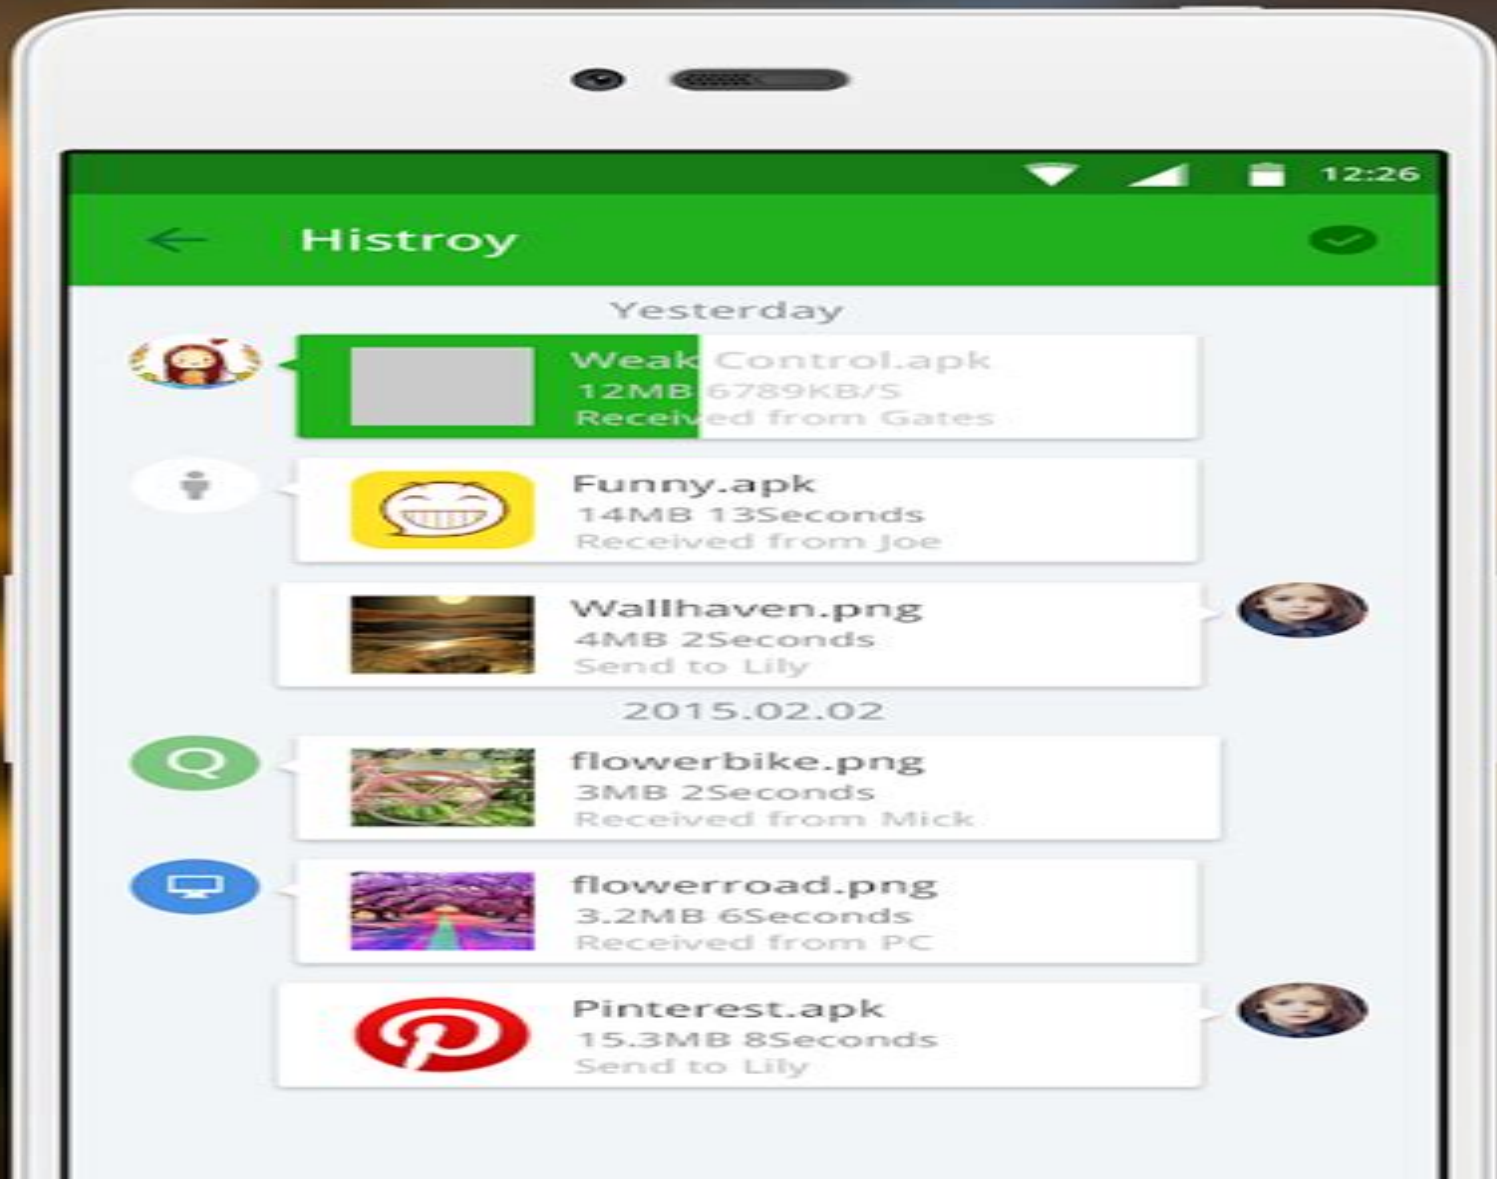 12:26
Histroy
Yesterday
Weak Control.apk
12MB 6789KB/S
Received from Gates
Funny.apk
14MB 13Seconds
Received from Joe
Wallhaven.png
4MB 2Seconds
Send to Lily
2015.02.02
Q
flowerbike.png
3MB 2Seconds
Received from Mick
flowerroad.png
3.2MB 6Seconds
Received from PC
Pinterest.apk
15.3MB 8Seconds
Send to Lily